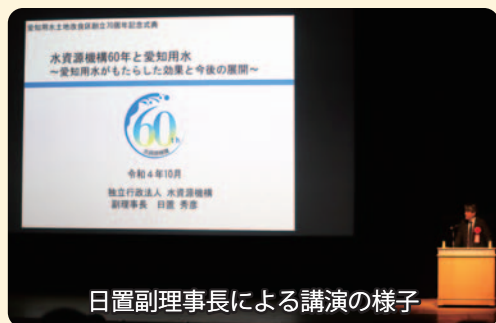 愛知用水土地改良区創立70周年記念式典
水資源機構60年と愛知用水
～愛知用水がもたらした効果と今後の展開～
60th
令和4年10月
独立行政法人 水資源機構
副理事長 日置 秀彦
日置副理事長による講演の様子